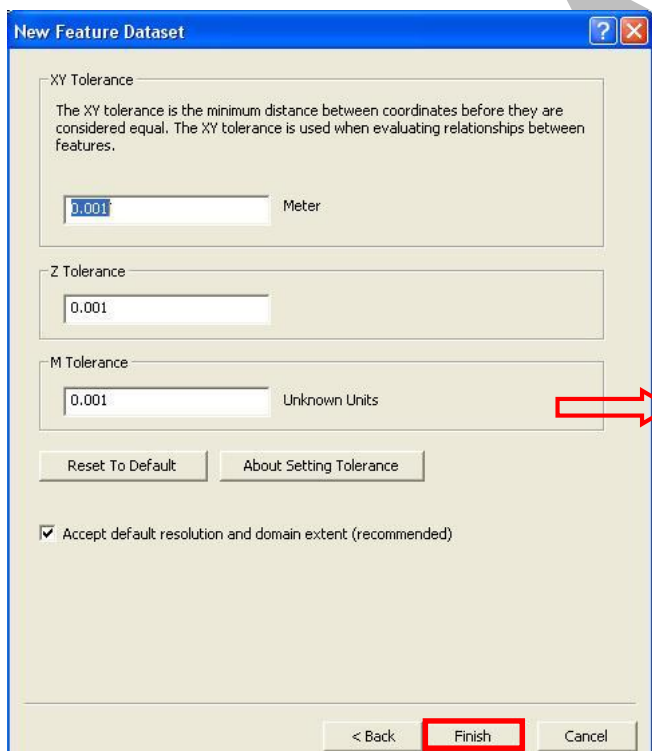 New Feature Dataset
XY Tolerance
The XY tolerance is the minimum distance between coordinates before they are
considered equal. The XY tolerance is used when evaluating relationships between
features.
0.001 Meter
Z Tolerance
0.001
M Tolerance
0.001 Unknown Units
Reset To Default About Setting Tolerance
Accept default resolution and domain extent (recommended)
< Back Finish Cancel